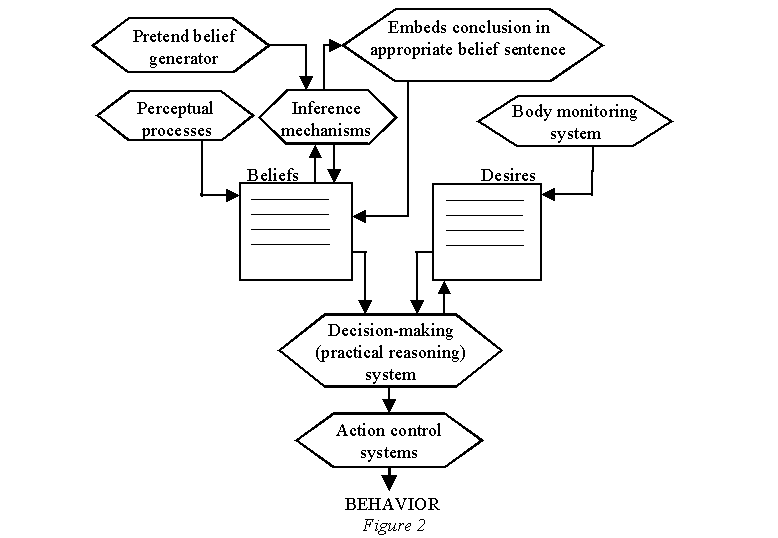 Pretend belief
generator
Embeds conclusion in
appropriate belief sentence
Perceptual
processes
Inference
mechanisms
Body monitoring
system
Beliefs
Desires
Decision-making
(practical reasoning)
system
Action control
systems
BEHAVIOR
Figure 2